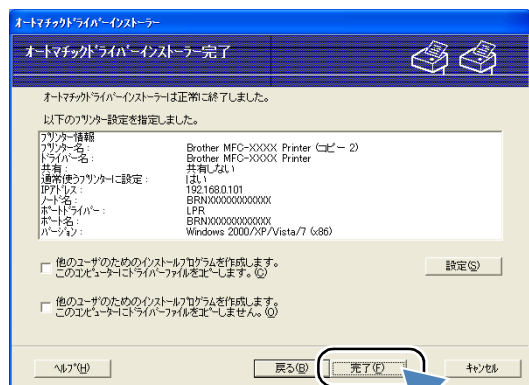 オートマチックドライバーインストーラー
オートマチックドライバーインストーラー完了
オートマチックドライバーインストーラーは正常に終了しました。
以下のプリンター設定を指定しました。
プリンター情報
プリンター名： Brother MFC-XXXX Printer (コピー 2)
ドライバー名： Brother MFC-XXXX Printer
共有： 共有しない
通常使うプリンターに設定： はい
IPアドレス： 192.168.0.101
ノード名： BRNXXXXXXXXXXXX
ポートドライバー： LPR
ポート名： BRNXXXXXXXXXXXX
バージョン： Windows 2000/XP/Vista/7 (x86)
他のユーザのためのインストールプログラムを作成します。
このコンピューターにドライバーファイルをコピーします。(C)
設定(S)
他のユーザのためのインストールプログラムを作成します。
このコンピューターにドライバーファイルをコピーしません。(O)
ヘルプ(H) 戻る(B) 完了(F) キャンセル